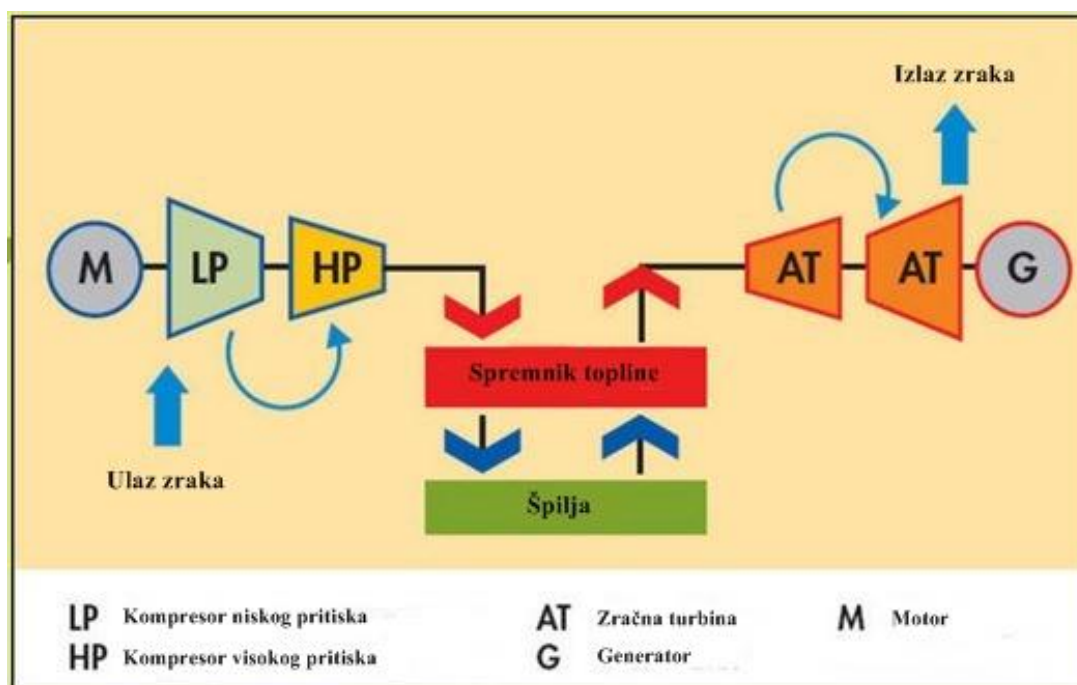 Izlaz zraka
M
LP
HP
AT
AT
G
Spremnik topline
Ulaz zraka
Špilja
LP Kompresor niskog pritiska
AT Zračna turbina
M Motor
HP Kompresor visokog pritiska
G Generator